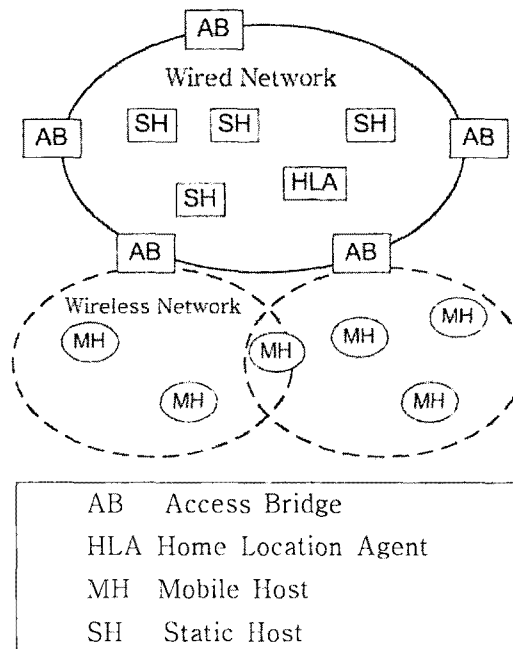 AB
Wired Network
AB
SH
SH
SH
AB
SH
HLA
AB
AB
Wireless Network
MH
MH
MH
MH
MH
MH
AB Access Bridge
HLA Home Location Agent
MH Mobile Host
SH Static Host